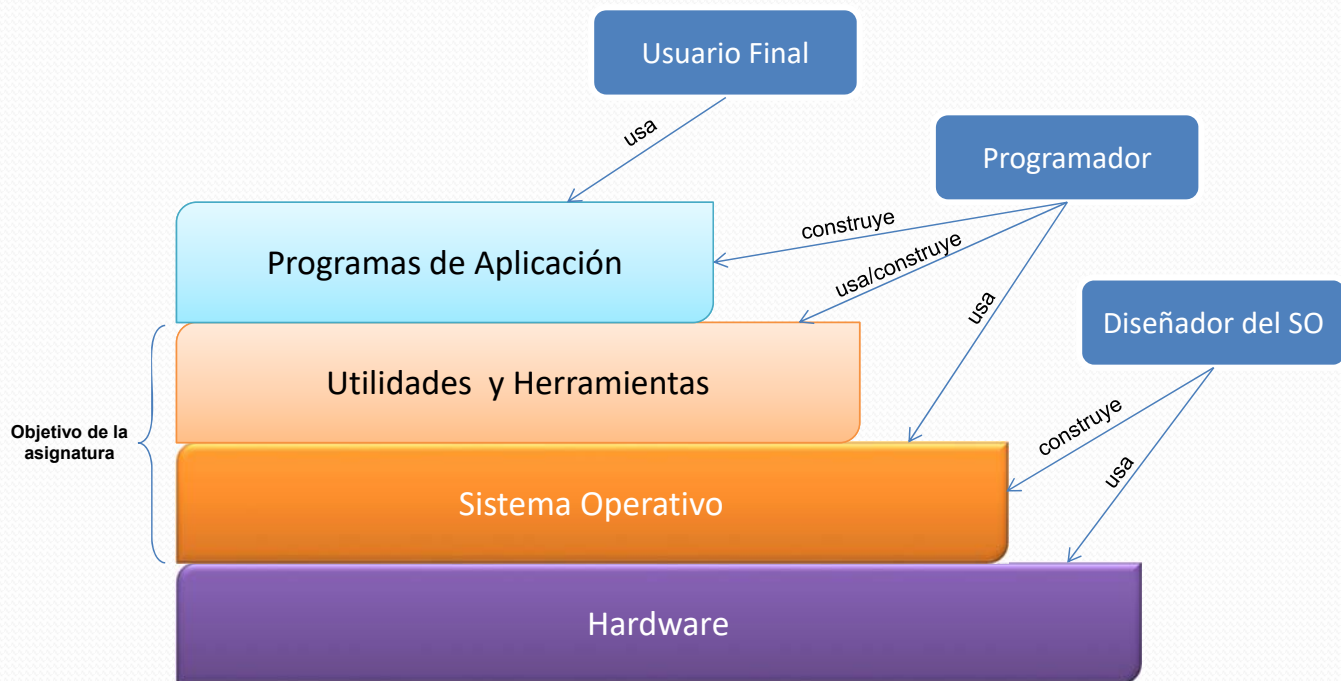 Usuario Final
usa
Programador
construye
Programas de Aplicación
usa/construye
usa
Diseñador del SO
Utilidades y Herramientas
construye
Objetivo de la
asignatura
usa
Sistema Operativo
Hardware